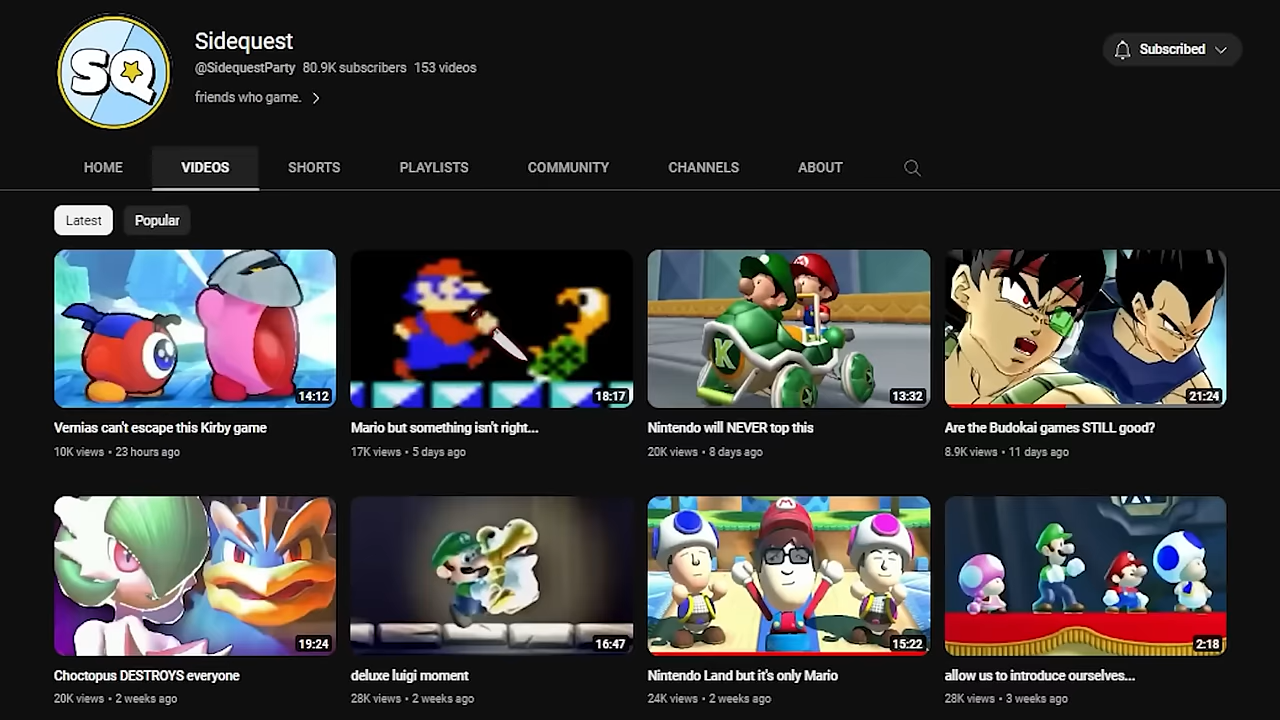 SQ
Sidequest
@SidequestParty 80.9K subscribers 153 videos
friends who game.
Subscribed
HOME VIDEOS SHORTS PLAYLISTS COMMUNITY CHANNELS ABOUT
Latest Popular
K
14:12 18:17 13:32 21:24
Vernias can't escape this Kirby game
10K views • 23 hours ago
Mario but something isn't right...
17K views • 5 days ago
Nintendo will NEVER top this
20K views • 8 days ago
Are the Budokai games STILL good?
8.9K views • 11 days ago
M
19:24 16:47 15:22 2:18
Choctopus DESTROYS everyone
20K views • 2 weeks ago
deluxe luigi moment
28K views • 2 weeks ago
Nintendo Land but it's only Mario
24K views • 2 weeks ago
allow us to introduce ourselves...
28K views • 3 weeks ago